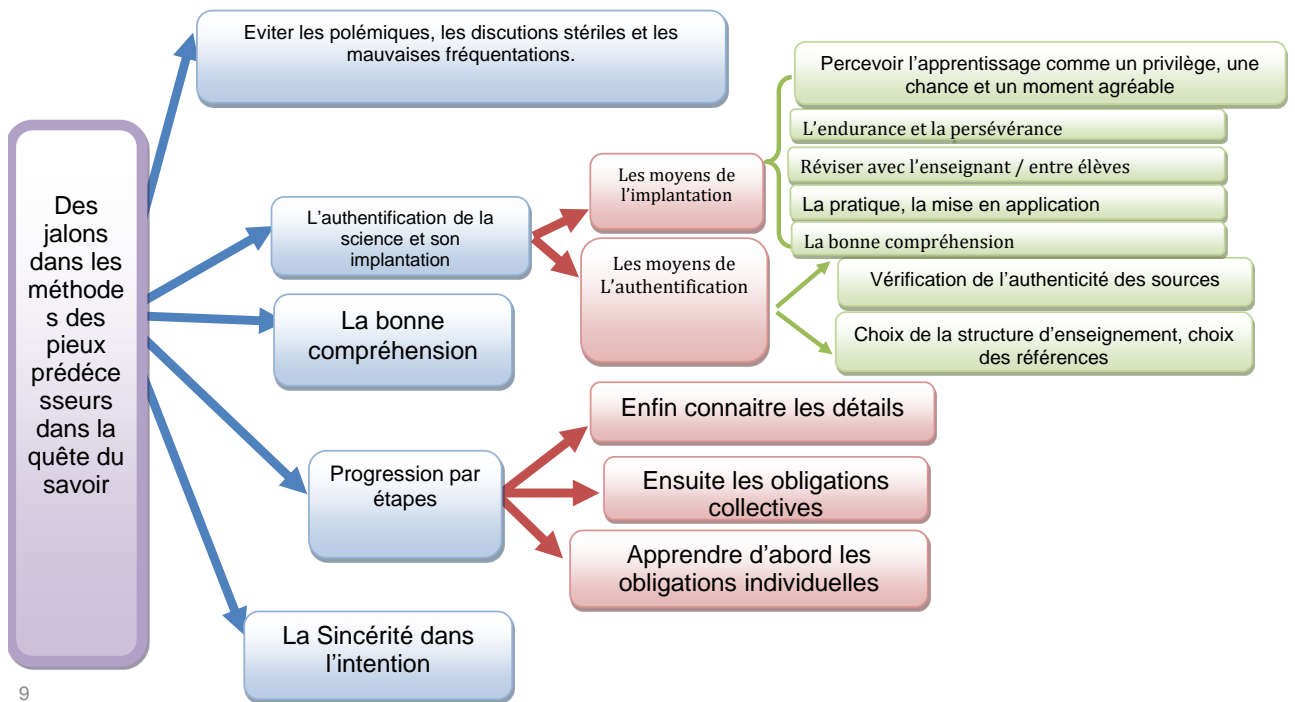 Des
jalons
dans les
méthode
s des
pieux
prédéce
sseurs
dans la
quête du
savoir
Eviter les polémiques, les discutions stériles et les
mauvaises fréquentations.
L'authentification de la
science et son
implantation
Les moyens de
l'implantation
Percevoir l'apprentissage comme un privilège, une
chance et un moment agréable
L'endurance et la persévérance
Réviser avec l'enseignant / entre élèves
La pratique, la mise en application
La bonne compréhension
Les moyens de
L'authentification
Vérification de l'authenticité des sources
Choix de la structure d'enseignement, choix
des références
La bonne
compréhension
Progression par
étapes
Enfin connaitre les détails
Ensuite les obligations
collectives
Apprendre d'abord les
obligations individuelles
La Sincérité dans
l'intention
9